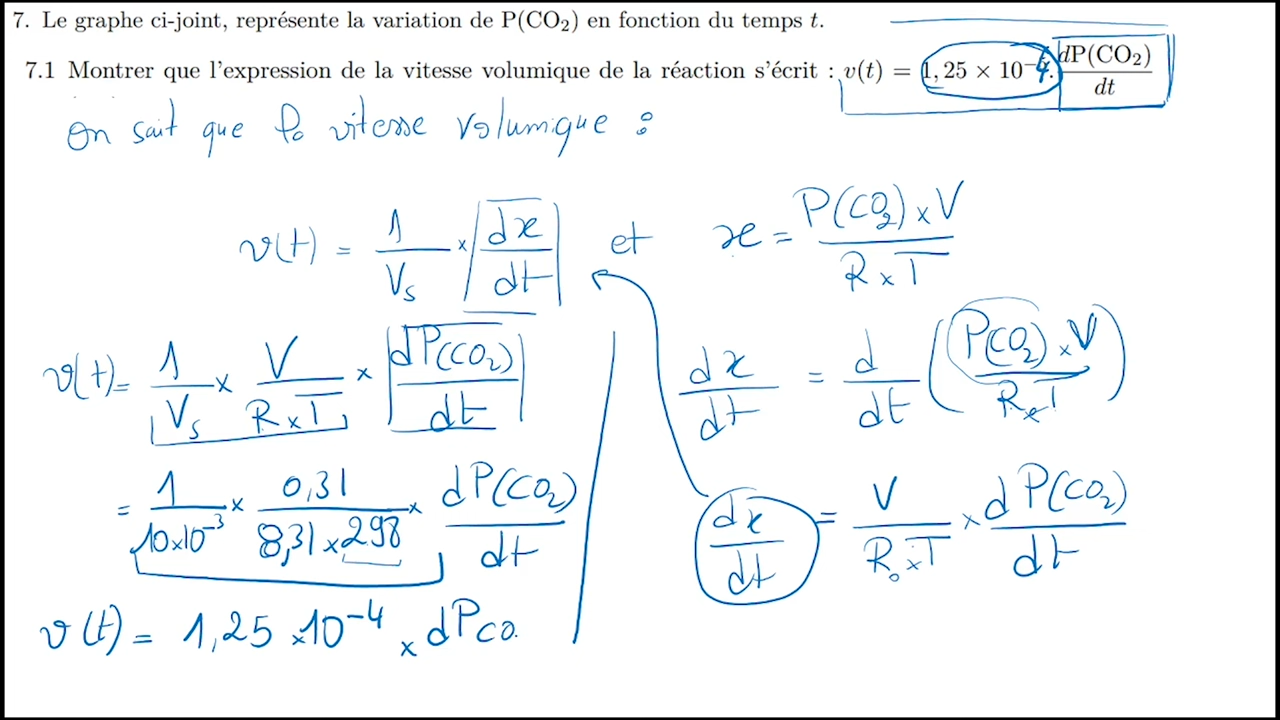 7. Le graphe ci-joint, représente la variation de P(CO₂) en fonction du temps t.
7.1 Montrer que l'expression de la vitesse volumique de la réaction s'écrit : v(t) = 1,25 × 10⁻⁴. dP(CO₂)/dt
On sait que la vitesse volumique :
v(t) = 1/Vs × dx/dt et x = P(CO₂) × V / R × T
v(t) = 1/Vs × V/R×T × dP(CO₂)/dt
dx/dt = d/dt (P(CO₂) × V / R×T)
= 1/10×10⁻³ × 0,31/8,31×298 × dP(CO₂)/dt
dx/dt = V/R.×T × dP(CO₂)/dt
v(t) = 1,25 ×10⁻⁴ × dPCO.